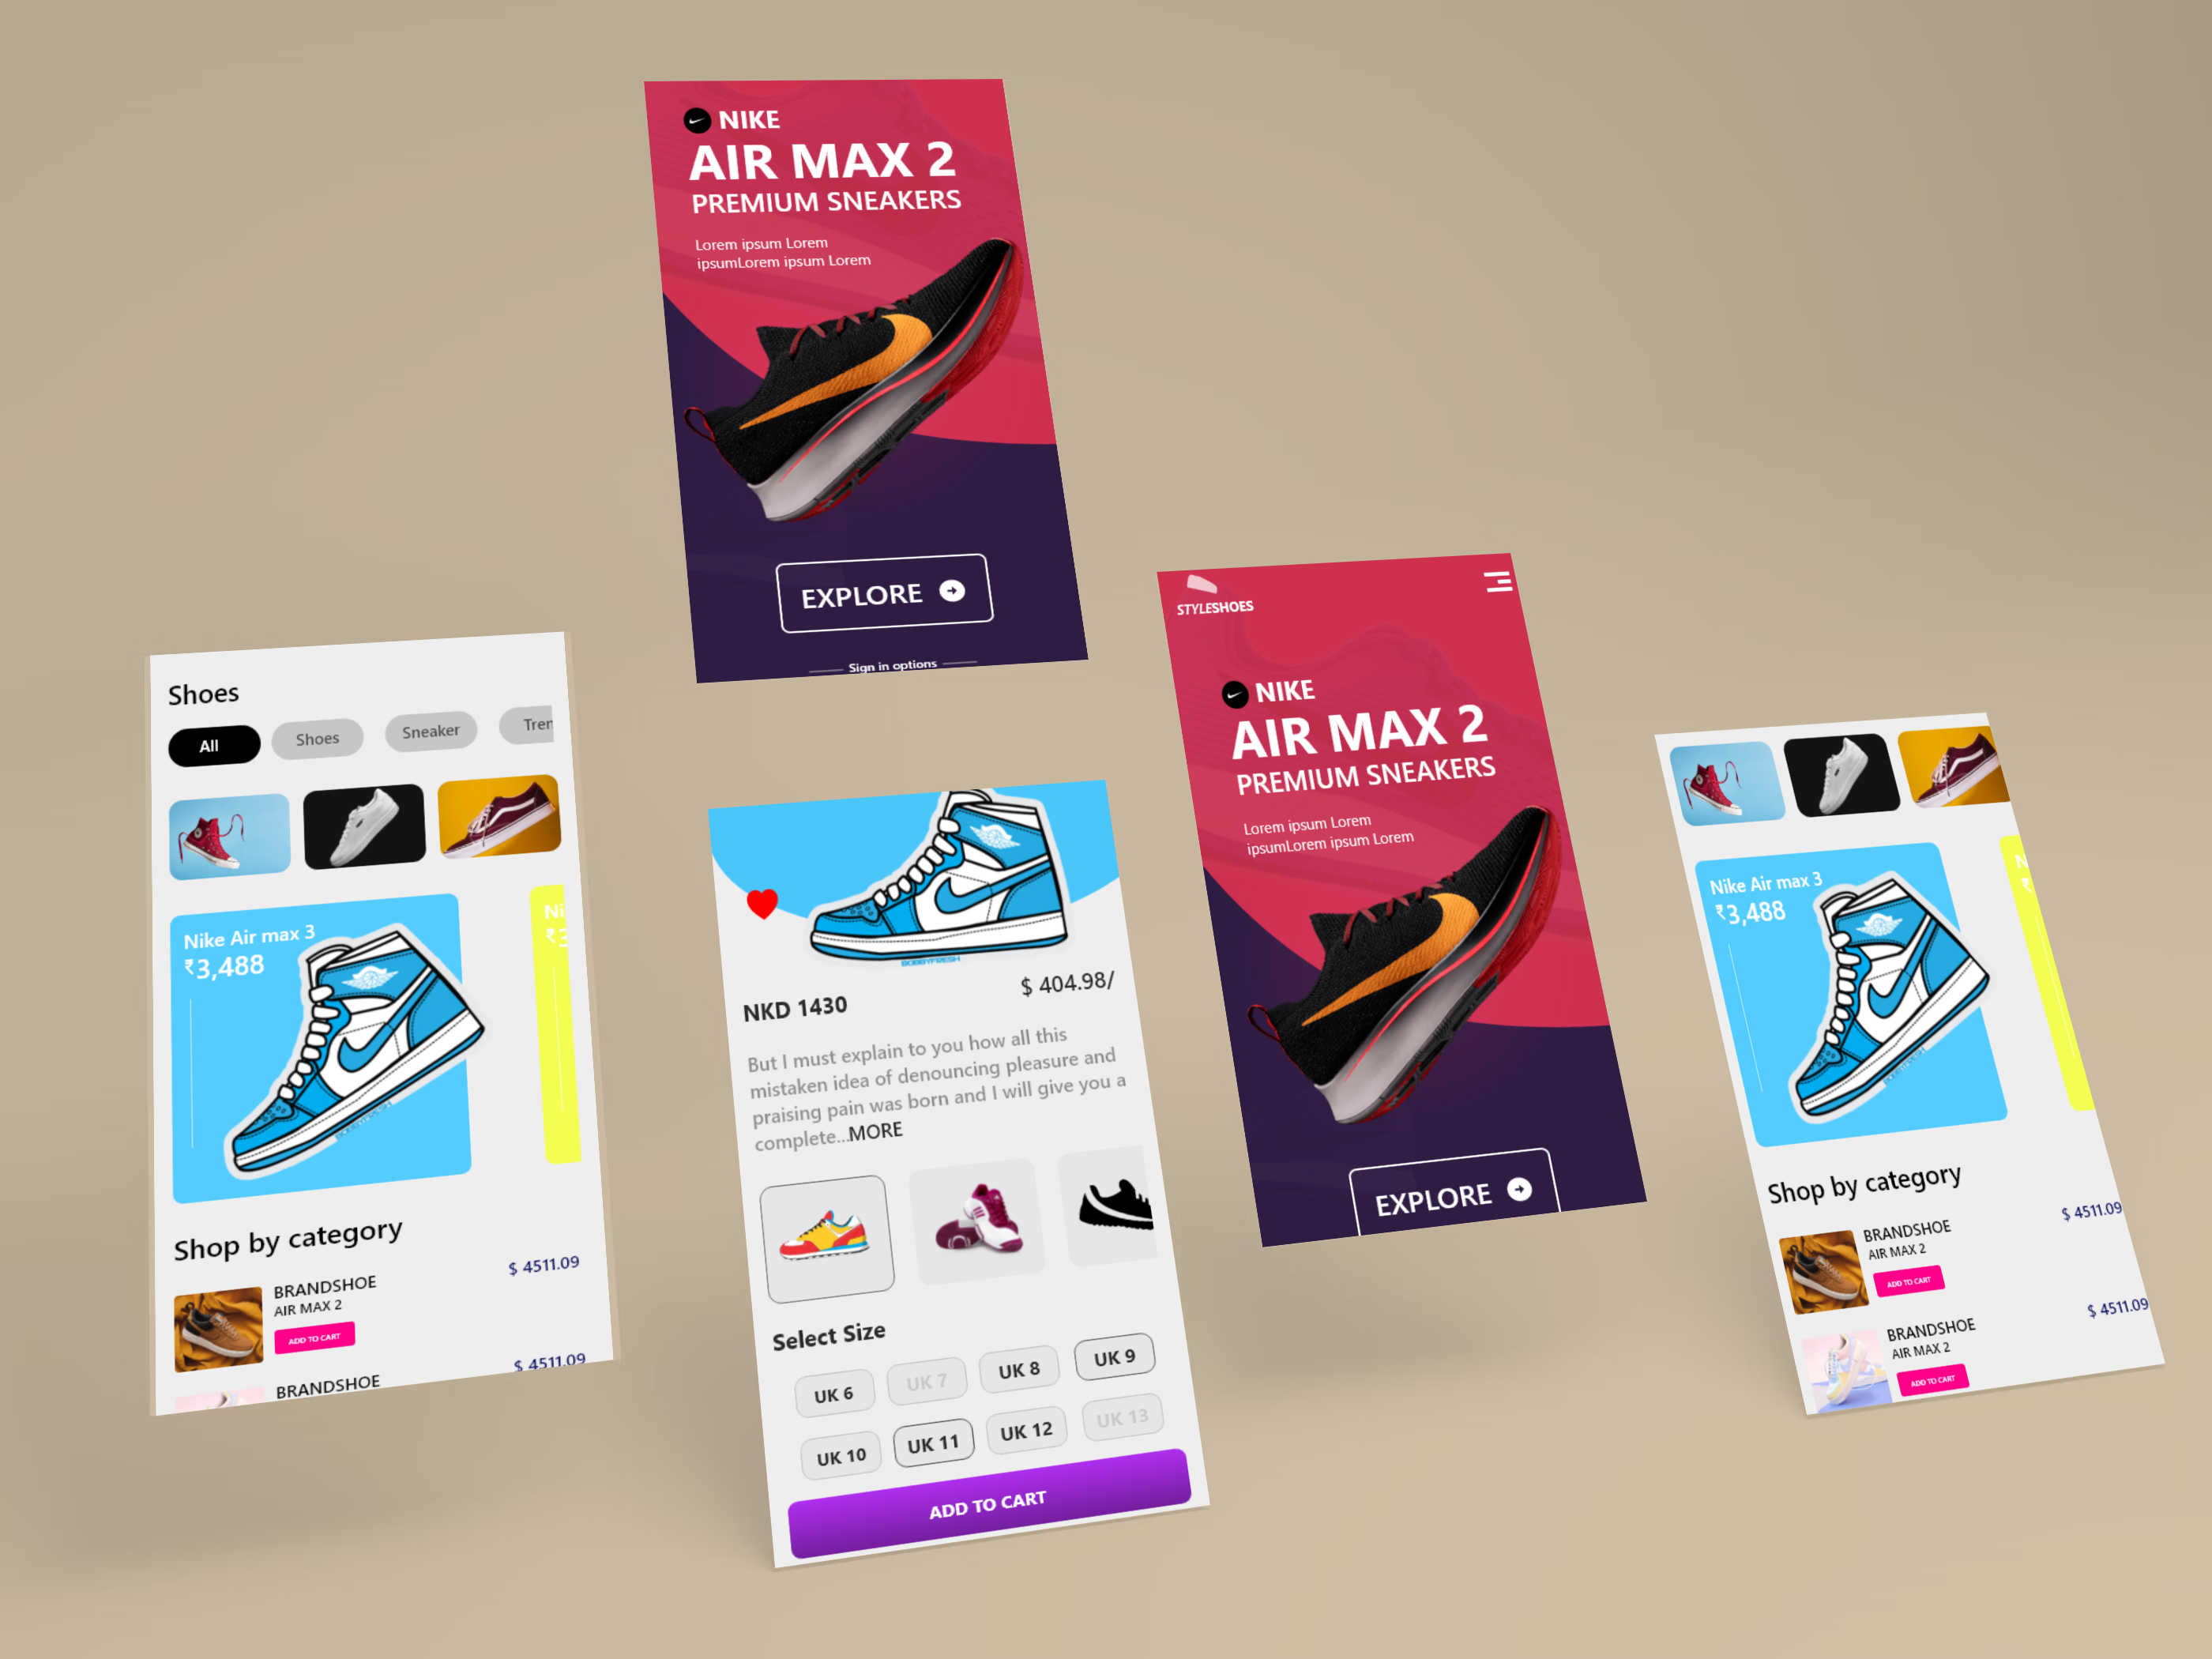 NIKE
AIR MAX 2
PREMIUM SNEAKERS
Lorem ipsum Lorem
ipsumLorem ipsum Lorem
EXPLORE
Sign in options
Shoes
All
Shoes
Sneaker
Tren
Nike Air max 3
₹3,488
Ni
₹3
Shop by category
BRANDSHOE
AIR MAX 2
$ 4511.09
ADD TO CART
BRANDSHOE
$ 4511.09
BOBBYFRESH
NKD 1430
$ 404.98/
But I must explain to you how all this
mistaken idea of denouncing pleasure and
praising pain was born and I will give you a
complete...MORE
Select Size
UK 6
UK 7
UK 8
UK 9
UK 10
UK 11
UK 12
UK 13
ADD TO CART
STYLESHOES
NIKE
AIR MAX 2
PREMIUM SNEAKERS
Lorem ipsum Lorem
ipsumLorem ipsum Lorem
EXPLORE
Nike Air max 3
₹3,488
N
₹
Shop by category
BRANDSHOE
AIR MAX 2
$ 4511.09
ADD TO CART
BRANDSHOE
AIR MAX 2
$ 4511.09
ADD TO CART